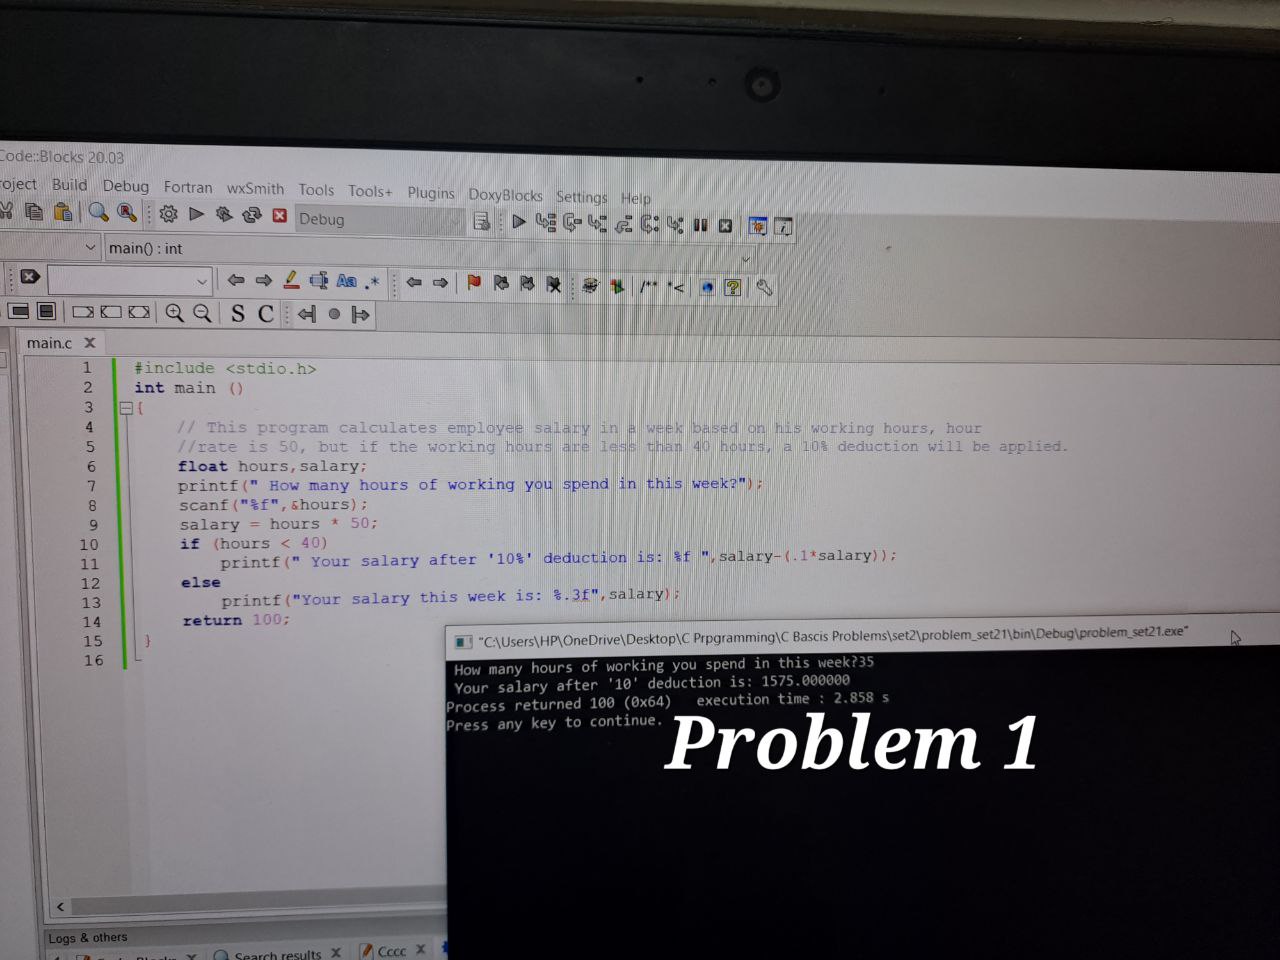 Code::Blocks 20.03
roject Build Debug Fortran wxSmith Tools Tools+ Plugins DoxyBlocks Settings Help
Debug
main() : int
Aa .*
/** *<
S C
main.c
1 #include <stdio.h>
2 int main ()
3 {
4 // This program calculates employee salary in a week based on his working hours, hour
5 //rate is 50, but if the working hours are less than 40 hours, a 10% deduction will be applied.
6 float hours,salary;
7 printf(" How many hours of working you spend in this week?");
8 scanf("%f",&hours);
9 salary = hours * 50;
10 if (hours < 40)
11 printf(" Your salary after '10%' deduction is: %f ",salary-(.1*salary));
12 else
13 printf("Your salary this week is: %.3f",salary);
14 return 100;
15 }
16
"C:\Users\HP\OneDrive\Desktop\C Prpgramming\C Bascis Problems\set2\problem_set21\bin\Debug\problem_set21.exe"
How many hours of working you spend in this week?35
Your salary after '10' deduction is: 1575.000000
Process returned 100 (0x64) execution time : 2.858 s
Press any key to continue.
Problem 1
Logs & others
Search results
Cccc